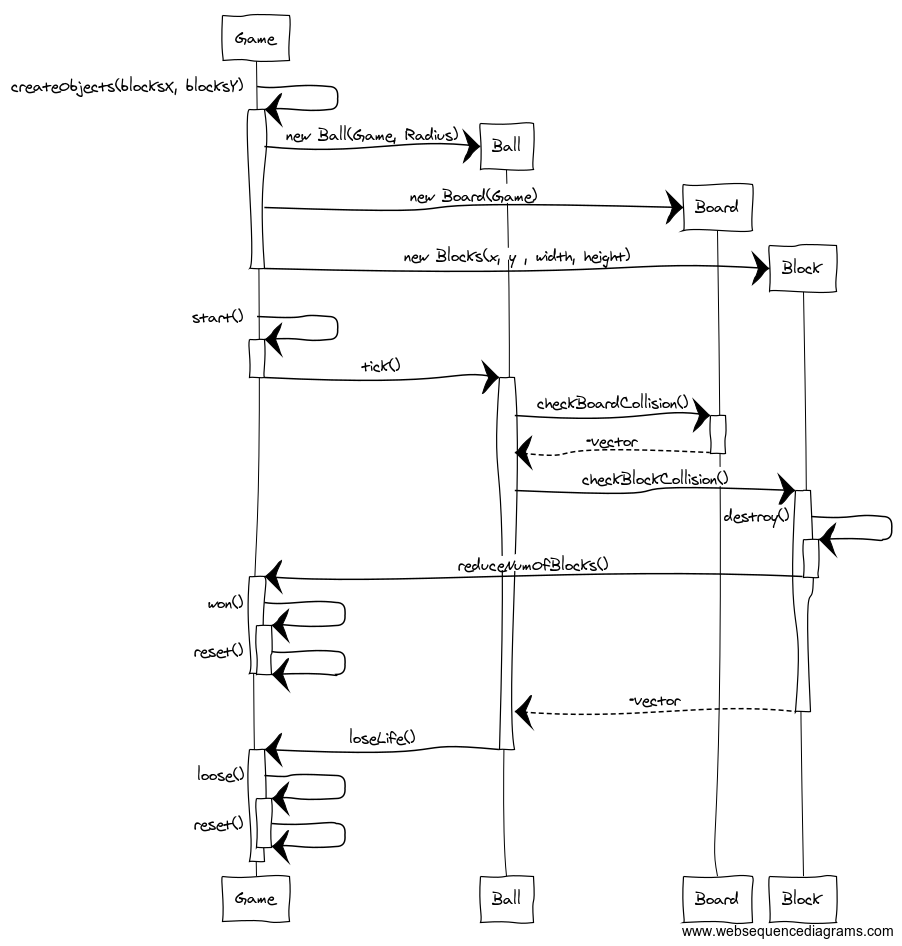 Game
createObjects(blocksX, blocksY)
new Ball(Game, Radius)
Ball
new Board(Game)
Board
new Blocks(x, y , width, height)
Block
start()
tick()
checkBoardCollision()
-vector
checkBlockCollision()
destroy()
reduceNumOfBlocks()
won()
reset()
-vector
loseLife()
loose()
reset()
Game
Ball
Board
Block
www.websequencediagrams.com